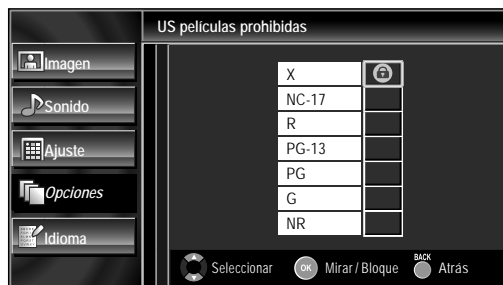 US películas prohibidas
Imagen
Sonido
Ajuste
Opciones
Idioma
X
NC-17
R
PG-13
PG
G
NR
Seleccionar
OK Mirar / Bloque
BACK
Atrás